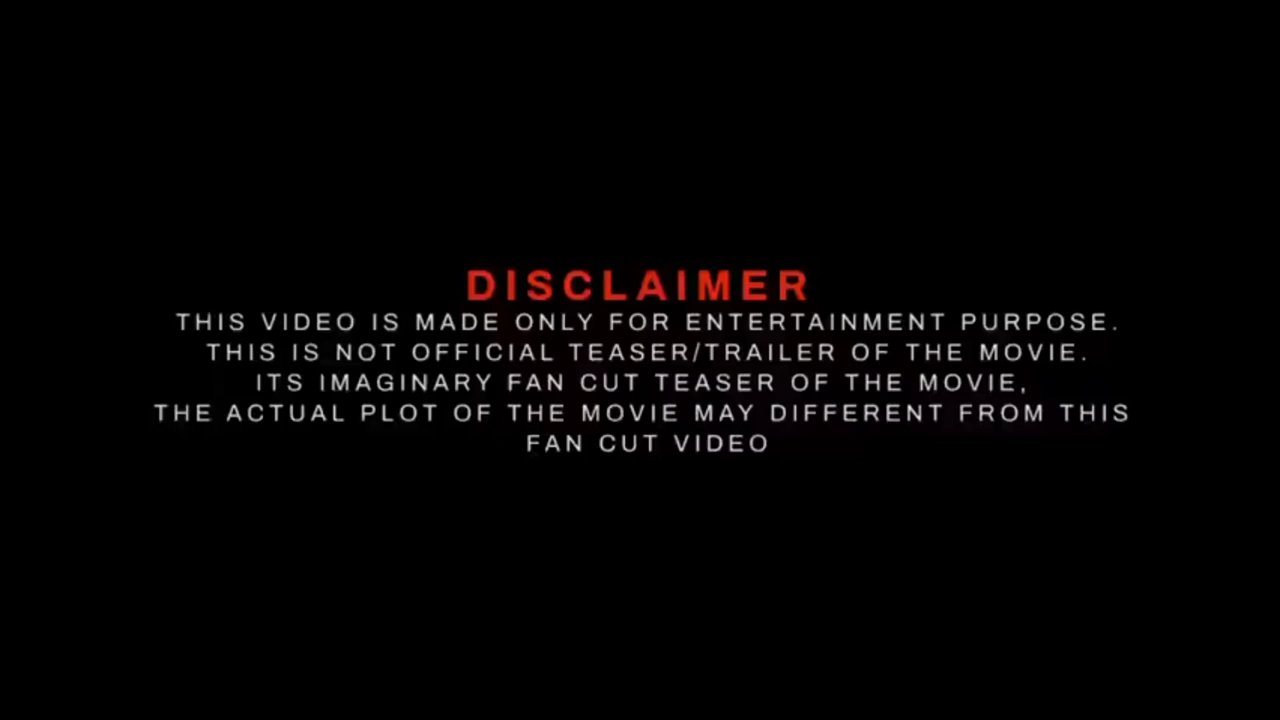 DISCLAIMER
THIS VIDEO IS MADE ONLY FOR ENTERTAINMENT PURPOSE.
THIS IS NOT OFFICIAL TEASER/TRAILER OF THE MOVIE.
ITS IMAGINARY FAN CUT TEASER OF THE MOVIE,
THE ACTUAL PLOT OF THE MOVIE MAY DIFFERENT FROM THIS
FAN CUT VIDEO